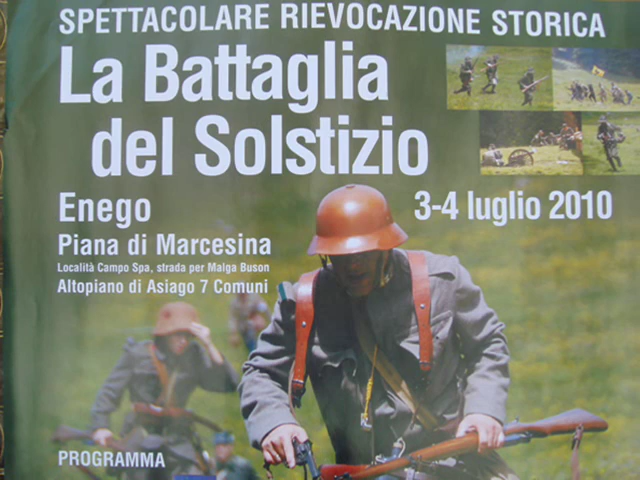 SPETTACOLARE RIEVOCAZIONE STORICA
La Battaglia
del Solstizio
Enego
3-4 luglio 2010
Piana di Marcesina
Località Campo Spa, strada per Malga Buson
Altopiano di Asiago 7 Comuni
PROGRAMMA